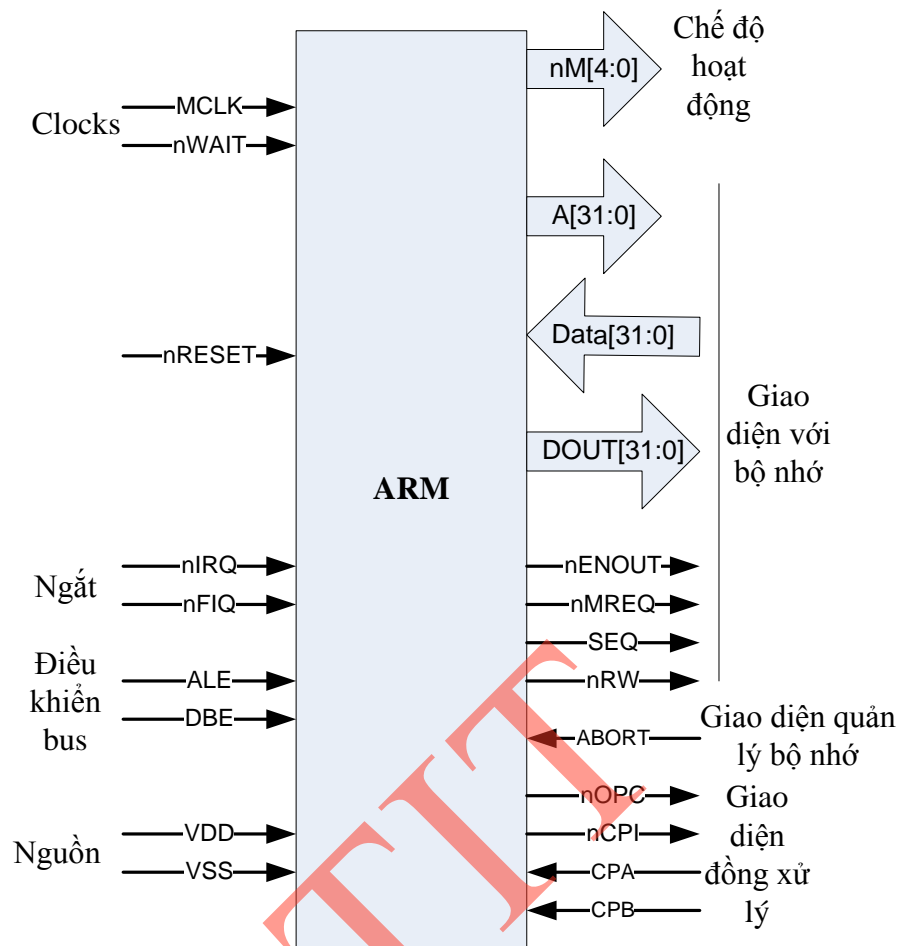 Clocks
MCLK
nWAIT
nRESET
Ngắt
nIRQ
nFIQ
Điều
khiển
bus
ALE
DBE
Nguồn
VDD
VSS
ARM
nM[4:0]
Chế độ
hoạt
động
A[31:0]
Data[31:0]
DOUT[31:0]
Giao
diện với
bộ nhớ
nENOUT
nMREQ
SEQ
nRW
ABORT
Giao diện quản
lý bộ nhớ
nOPC
nCPI
CPA
CPB
Giao
diện
đồng xử
lý
TIT